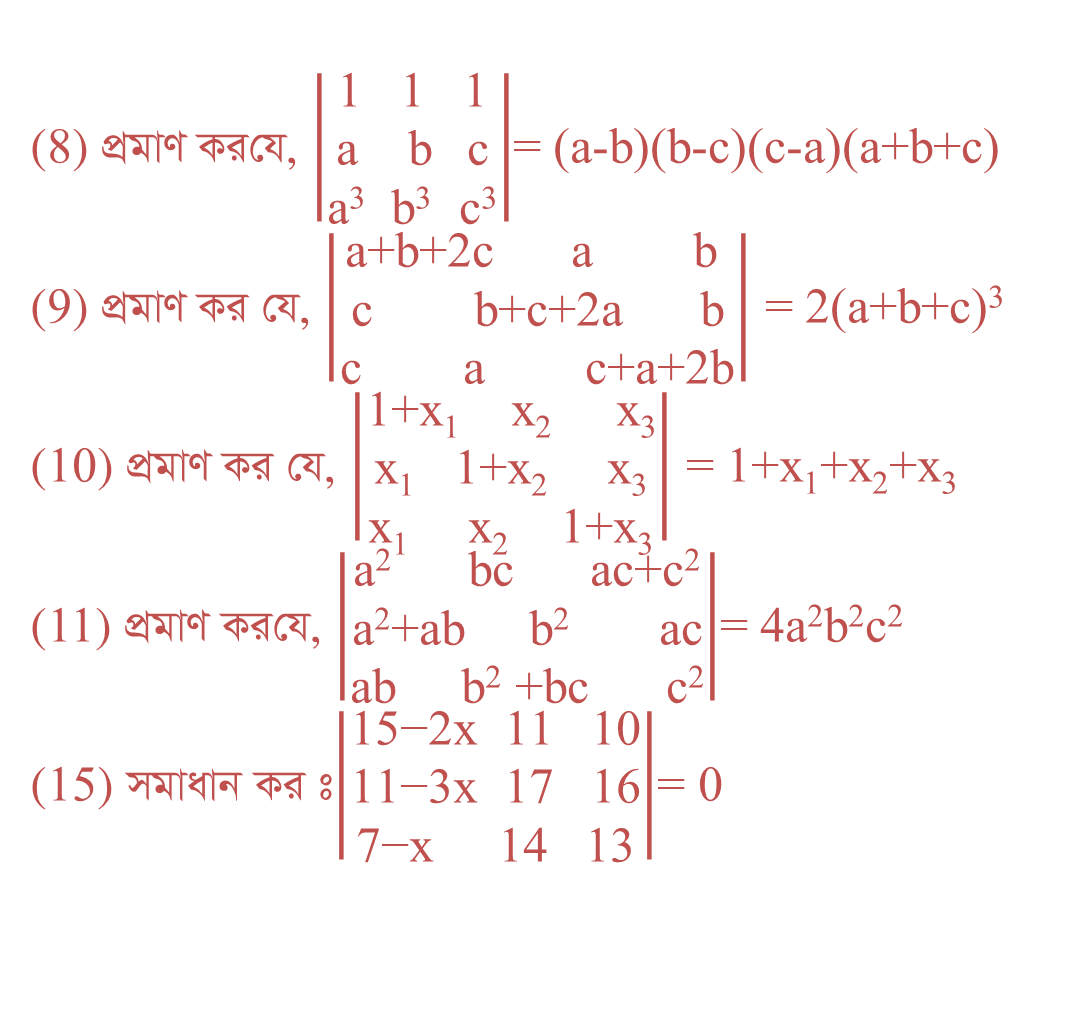 1 1 1
(8) প্রমাণ করযে, a b c = (a-b)(b-c)(c-a)(a+b+c)
a³ b³ c³
a+b+2c a b
(9) প্রমাণ কর যে, c b+c+2a b = 2(a+b+c)³
c a c+a+2b
1+x₁ x₂ x₃
(10) প্রমাণ কর যে, x₁ 1+x₂ x₃ = 1+x₁+x₂+x₃
x₁ x₂ 1+x₃
a² bc ac+c²
(11) প্রমাণ করযে, a²+ab b² ac = 4a²b²c²
ab b² +bc c²
15−2x 11 10
(15) সমাধান কর ঃ 11−3x 17 16 = 0
7−x 14 13